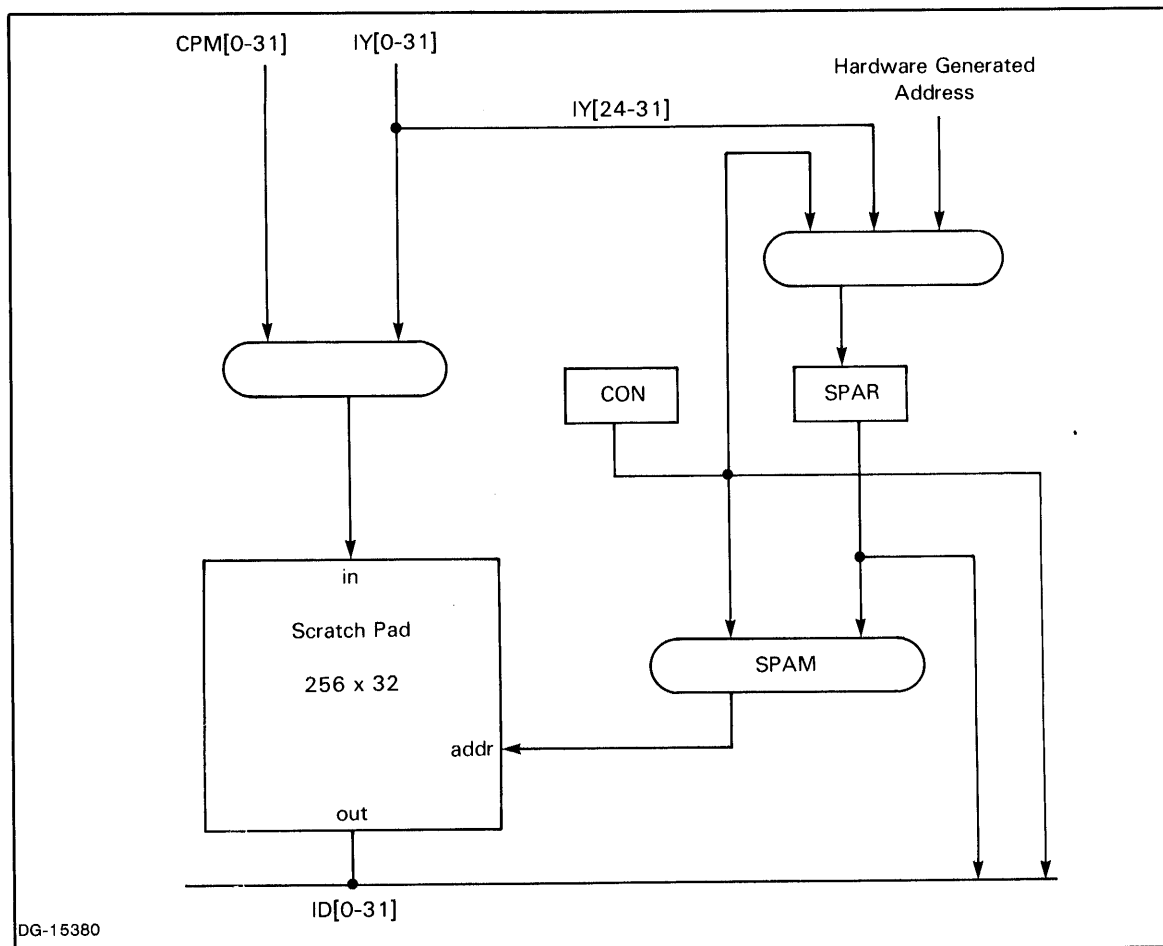 CPM[0-31]
IY[0-31]
Hardware Generated
Address
IY[24-31]
CON
SPAR
in
Scratch Pad
256 x 32
SPAM
addr
out
ID[0-31]
DG-15380